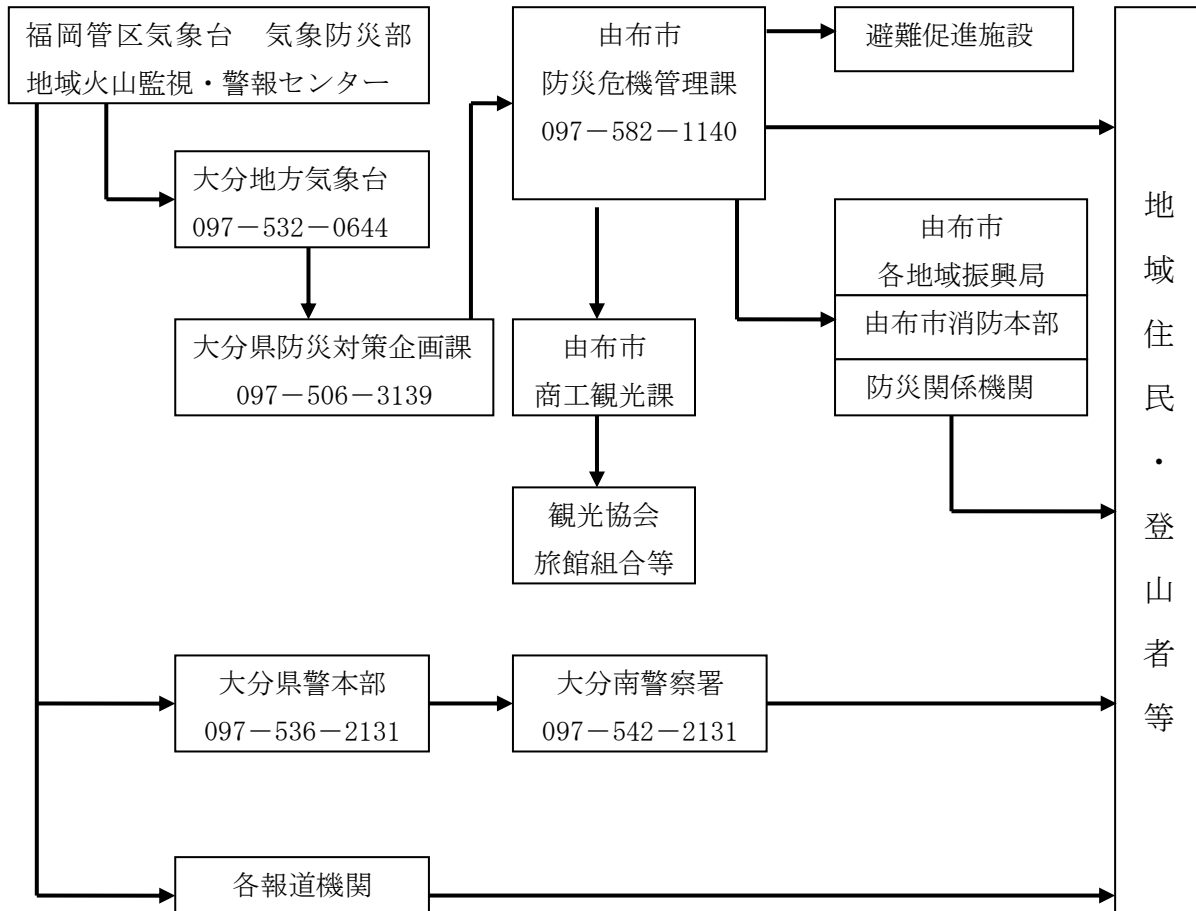 福岡管区気象台　気象防災部
地域火山監視・警報センター
大分地方気象台
097－532－0644
大分県防災対策企画課
097－506－3139
由布市
防災危機管理課
097－582－1140
避難促進施設
由布市
各地域振興局
由布市消防本部
防災関係機関
由布市
商工観光課
観光協会
旅館組合等
大分県警本部
097－536－2131
大分南警察署
097－542－2131
各報道機関
地域住民・登山者等